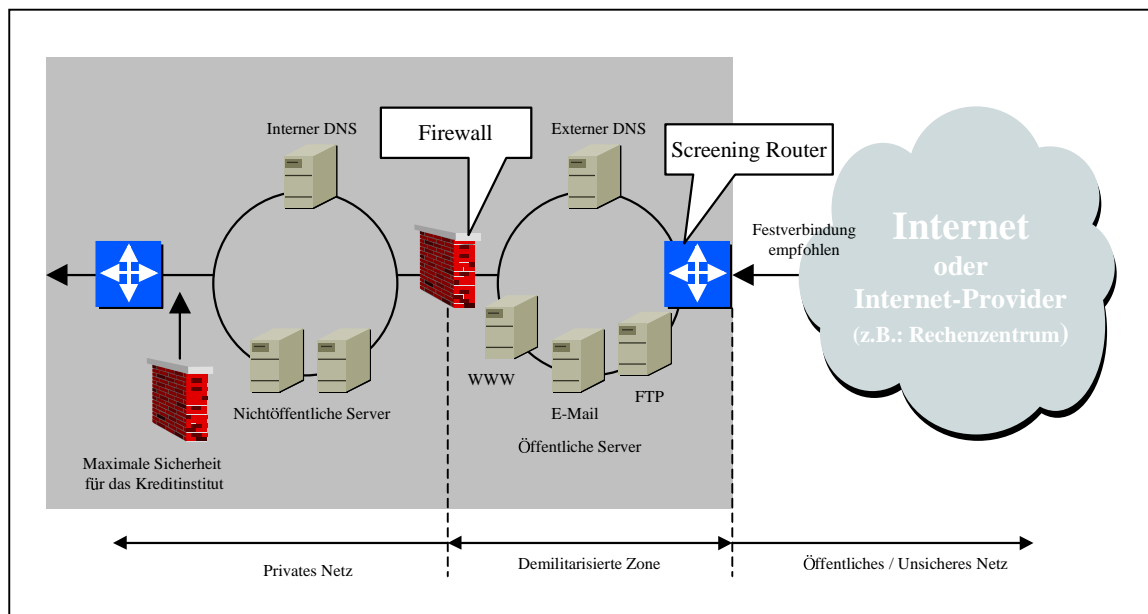 Interner DNS
Firewall
Externer DNS
Screening Router
Festverbindung
empfohlen
Internet
oder
Internet-Provider
(z.B.: Rechenzentrum)
WWW
FTP
E-Mail
Nichtöffentliche Server
Öffentliche Server
Maximale Sicherheit
für das Kreditinstitut
Privates Netz
Demilitarisierte Zone
Öffentliches / Unsicheres Netz